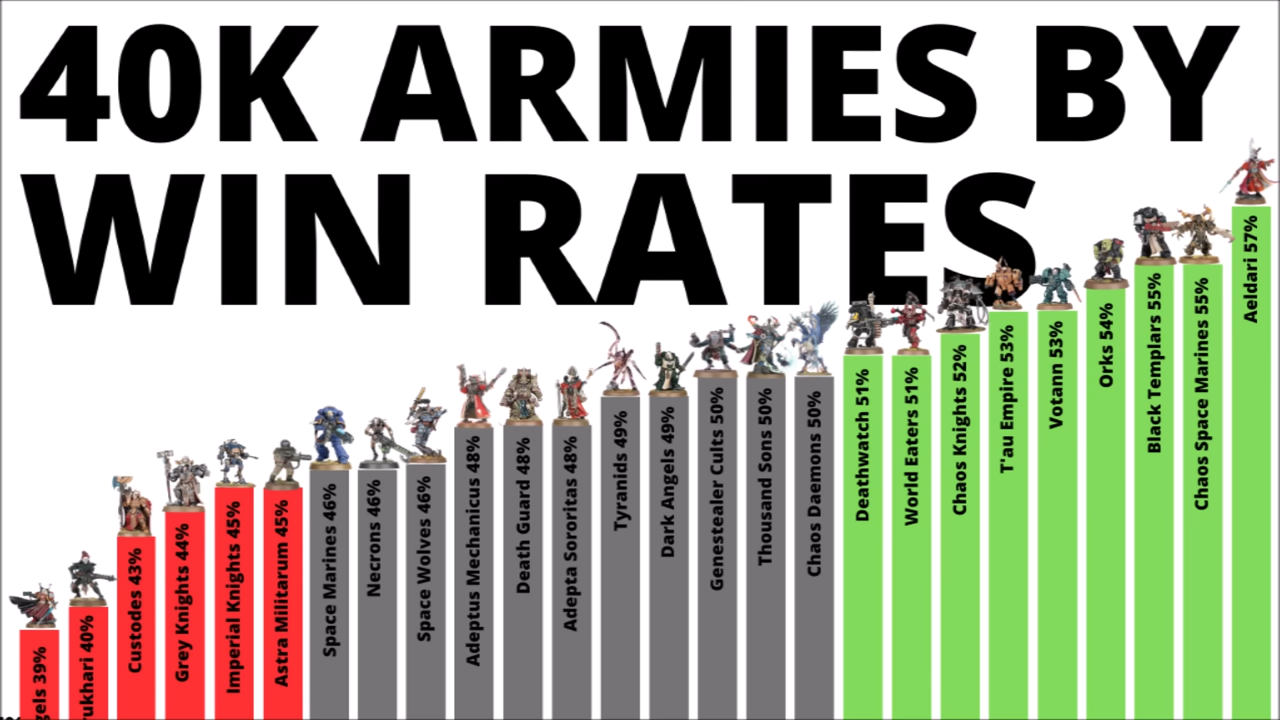 40K ARMIES BY
WIN RATES
gels 39%
rukhari 40%
Custodes 43%
Grey Knights 44%
Imperial Knights 45%
Astra Militarum 45%
Space Marines 46%
Necrons 46%
Space Wolves 46%
Adeptus Mechanicus 48%
Death Guard 48%
Adepta Sororitas 48%
Tyranids 49%
Dark Angels 49%
Genestealer Cults 50%
Thousand Sons 50%
Chaos Daemons 50%
Deathwatch 51%
World Eaters 51%
Chaos Knights 52%
T'au Empire 53%
Votann 53%
Orks 54%
Black Templars 55%
Chaos Space Marines 55%
Aeldari 57%